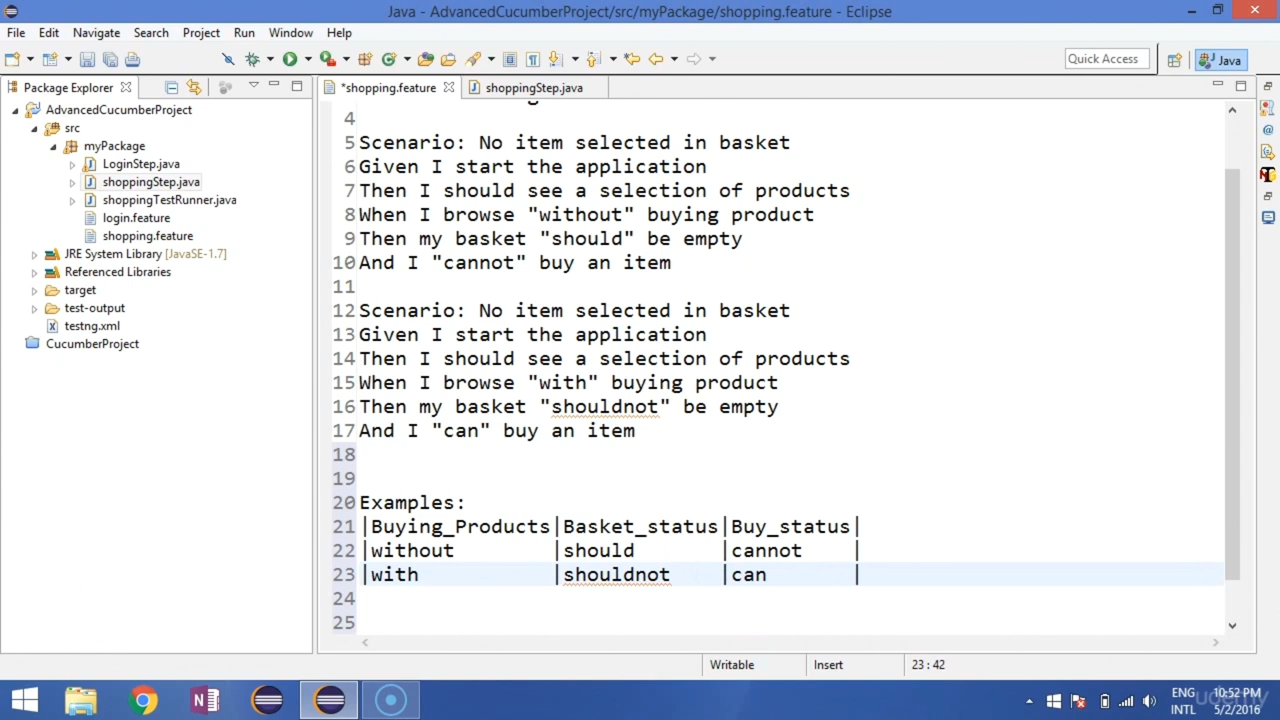 Java - AdvancedCucumberProject/src/myPackage/shopping.feature - Eclipse
File Edit Navigate Search Project Run Window Help
Quick Access
Java
Package Explorer
*shopping.feature
shoppingStep.java
AdvancedCucumberProject
src
myPackage
LoginStep.java
shoppingStep.java
shoppingTestRunner.java
login.feature
shopping.feature
JRE System Library [JavaSE-1.7]
Referenced Libraries
target
test-output
testng.xml
CucumberProject
4
5 Scenario: No item selected in basket
6 Given I start the application
7 Then I should see a selection of products
8 When I browse "without" buying product
9 Then my basket "should" be empty
10 And I "cannot" buy an item
11
12 Scenario: No item selected in basket
13 Given I start the application
14 Then I should see a selection of products
15 When I browse "with" buying product
16 Then my basket "shouldnot" be empty
17 And I "can" buy an item
18
19
20 Examples:
21 |Buying_Products|Basket_status|Buy_status|
22 |without |should |cannot |
23 |with |shouldnot |can |
24
25
Writable Insert 23 : 42
ENG 10:52 PM
INTL 5/2/2016
udemy